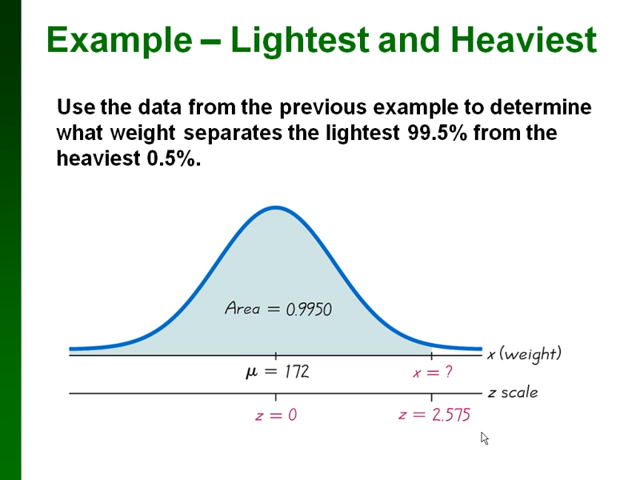 Example – Lightest and Heaviest
Use the data from the previous example to determine
what weight separates the lightest 99.5% from the
heaviest 0.5%.
Area = 0.9950
x (weight)
μ = 172
x = ?
z scale
z = 0
z = 2.575